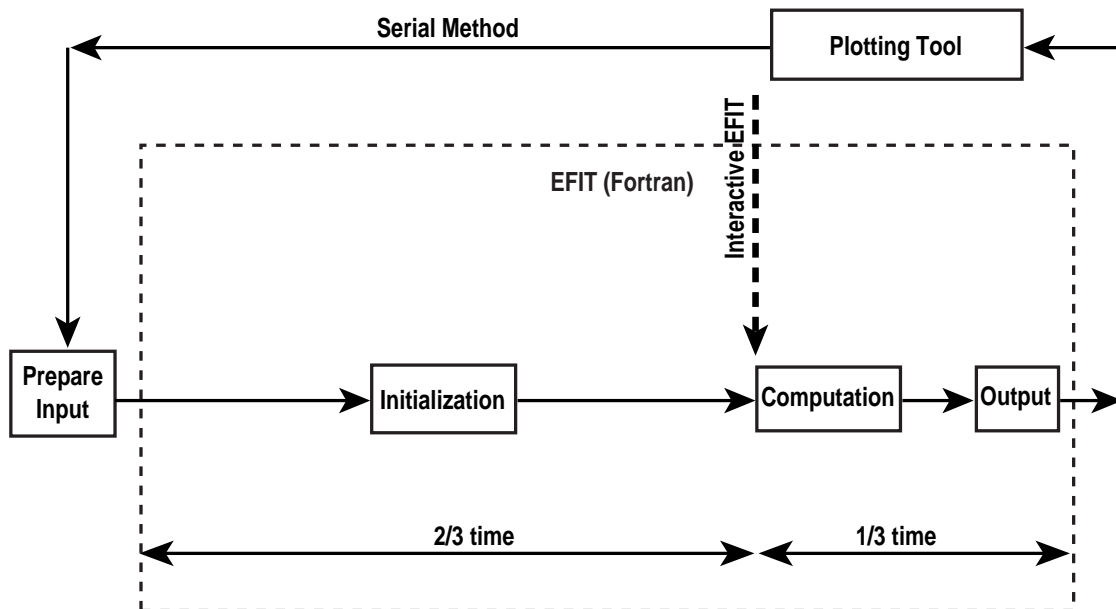 Serial Method
Plotting Tool
Interactive EFIT
EFIT (Fortran)
Prepare
Input
Initialization
Computation
Output
2/3 time
1/3 time